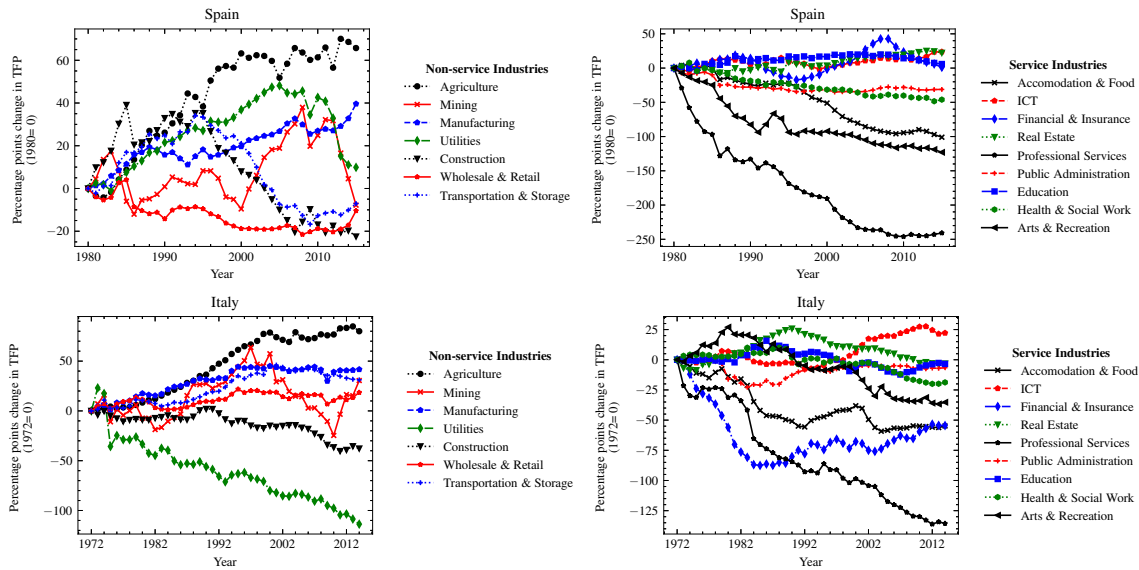 Spain
Percentage points change in TFP
(1980= 0)
60
40
20
0
−20
1980
1990
2000
2010
Year
Non-service Industries
Agriculture
Mining
Manufacturing
Utilities
Construction
Wholesale & Retail
Transportation & Storage
Spain
Percentage points change in TFP
(1980= 0)
50
0
−50
−100
−150
−200
−250
1980
1990
2000
2010
Year
Service Industries
Accomodation & Food
ICT
Financial & Insurance
Real Estate
Professional Services
Public Administration
Education
Health & Social Work
Arts & Recreation
Italy
Percentage points change in TFP
(1972=0)
50
0
−50
−100
1972
1982
1992
2002
2012
Year
Non-service Industries
Agriculture
Mining
Manufacturing
Utilities
Construction
Wholesale & Retail
Transportation & Storage
Italy
Percentage points change in TFP
(1972=0)
25
0
−25
−50
−75
−100
−125
1972
1982
1992
2002
2012
Year
Service Industries
Accomodation & Food
ICT
Financial & Insurance
Real Estate
Professional Services
Public Administration
Education
Health & Social Work
Arts & Recreation